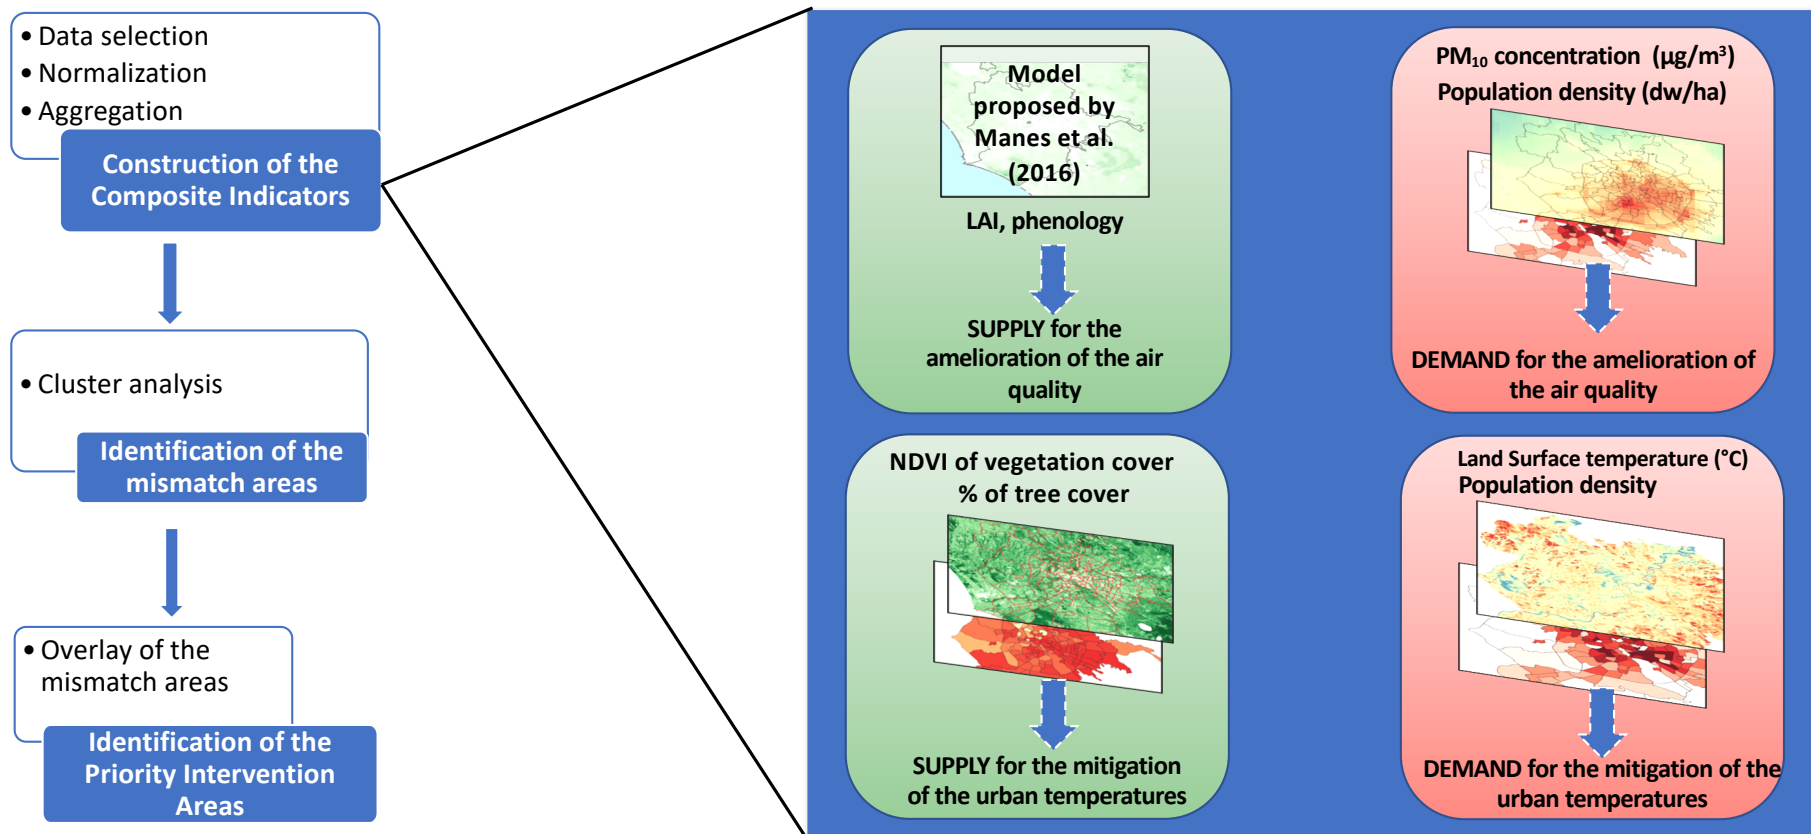 • Data selection
• Normalization
• Aggregation
Construction of the
Composite Indicators
• Cluster analysis
Identification of the
mismatch areas
• Overlay of the
mismatch areas
Identification of the
Priority Intervention
Areas
Model
proposed by
Manes et al.
(2016)
LAI, phenology
SUPPLY for the
amelioration of the air
quality
PM₁₀ concentration (µg/m³)
Population density (dw/ha)
DEMAND for the amelioration of
the air quality
NDVI of vegetation cover
% of tree cover
SUPPLY for the mitigation
of the urban temperatures
Land Surface temperature (°C)
Population density
DEMAND for the mitigation of the
urban temperatures